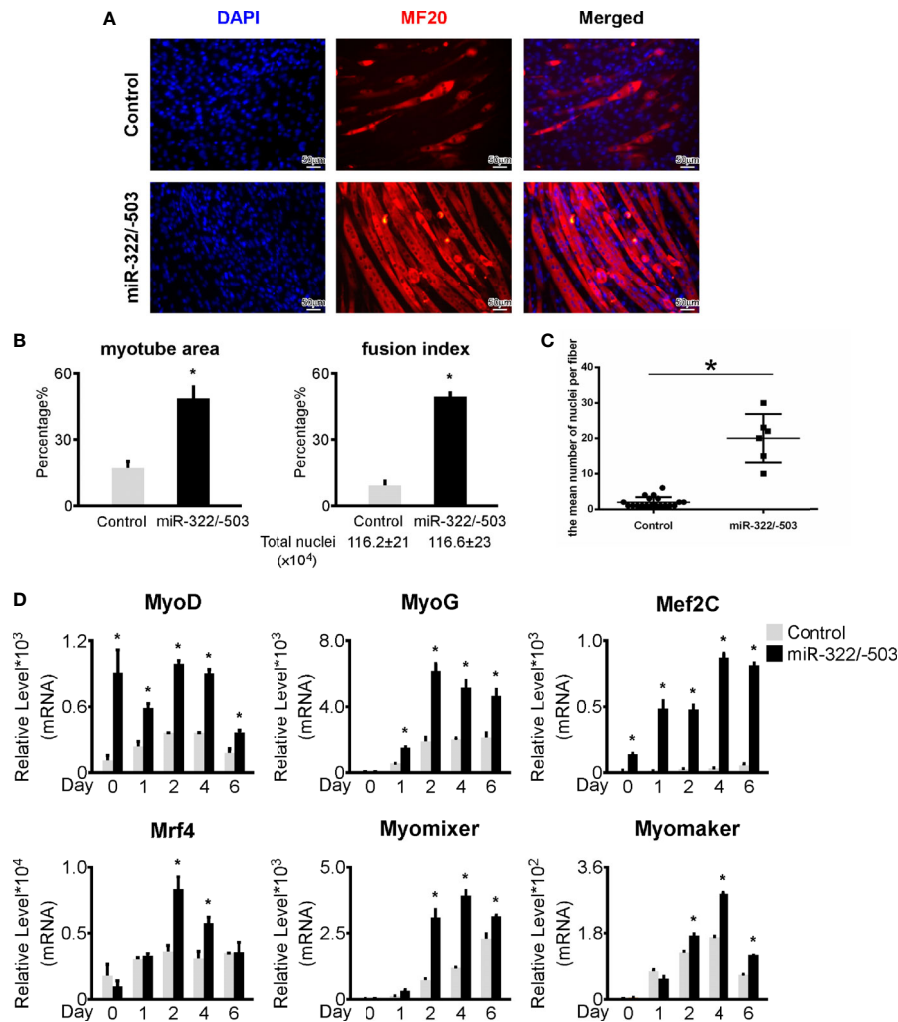 A
DAPI MF20 Merged
Control
50µm 50µm 50µm
miR-322/-503
50µm 50µm 50µm
B
myotube area fusion index
Percentage%
60
30
0
Control miR-322/-503
*
Percentage%
60
30
0
Control miR-322/-503
*
Total nuclei 116.2±21 116.6±23
(×10⁴)
C
the mean number of nuclei per fiber
40
30
20
10
0
Control miR-322/-503
*
D
MyoD
Relative Level*10³
(mRNA)
1.2
0.6
0
* * * * *
Day 0 1 2 4 6
MyoG
Relative Level*10³
(mRNA)
8.0
4.0
0
* * * *
Day 0 1 2 4 6
Mef2C
Relative Level*10³
(mRNA)
1.0
0.5
0
* * * * *
Day 0 1 2 4 6
Control
miR-322/-503
Mrf4
Relative Level*10⁴
(mRNA)
1.0
0.5
0
* *
Day 0 1 2 4 6
Myomixer
Relative Level*10³
(mRNA)
5.0
2.5
0
* * *
Day 0 1 2 4 6
Myomaker
Relative Level*10²
(mRNA)
3.6
1.8
0
* * *
Day 0 1 2 4 6